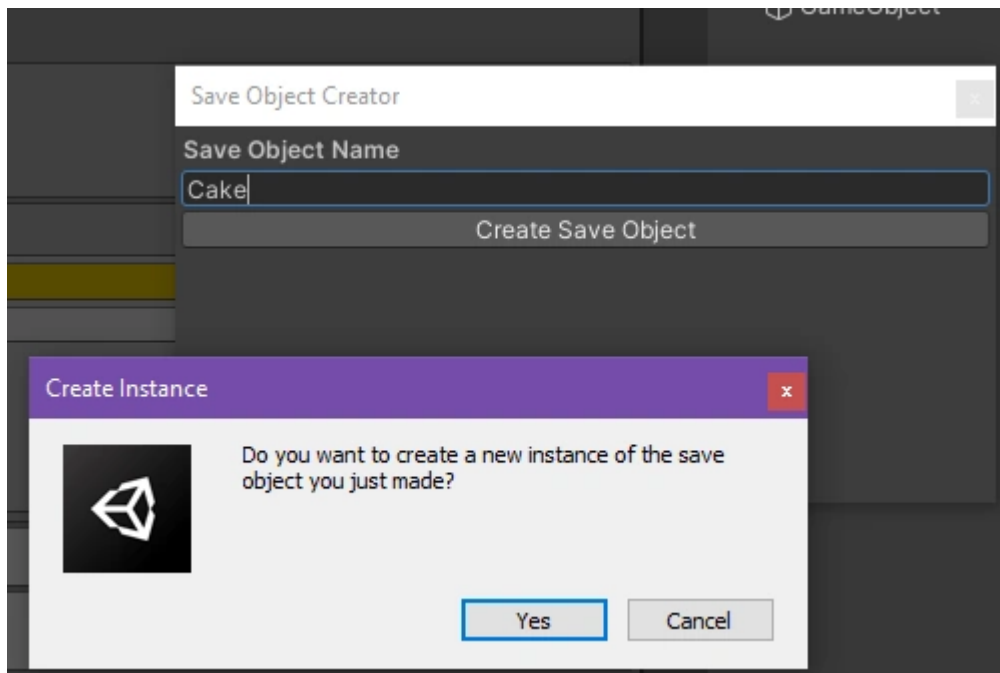 GameObject
Save Object Creator
x
Save Object Name
Cake
Create Save Object
Create Instance
x
Do you want to create a new instance of the save
object you just made?
Yes
Cancel